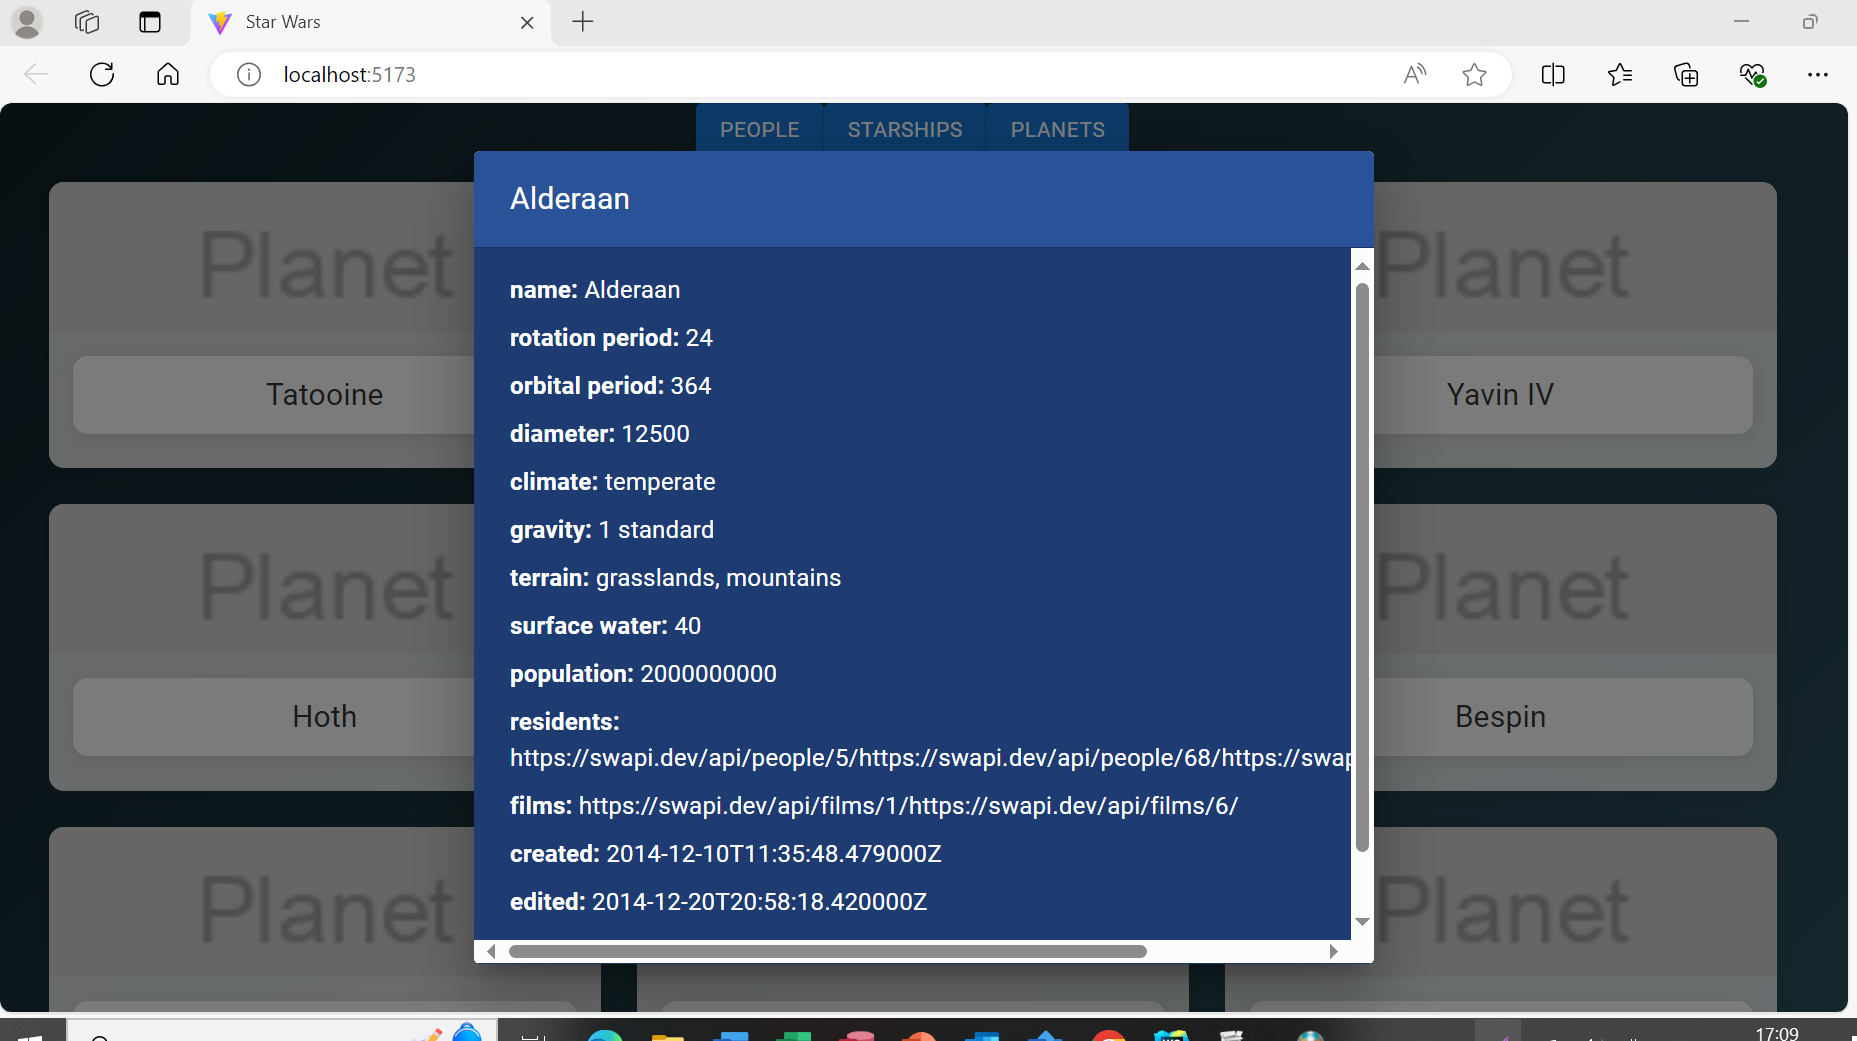 Star Wars
localhost:5173
PEOPLE STARSHIPS PLANETS
Alderaan
name: Alderaan
rotation period: 24
orbital period: 364
diameter: 12500
climate: temperate
gravity: 1 standard
terrain: grasslands, mountains
surface water: 40
population: 2000000000
residents:
https://swapi.dev/api/people/5/https://swapi.dev/api/people/68/https://swap
films: https://swapi.dev/api/films/1/https://swapi.dev/api/films/6/
created: 2014-12-10T11:35:48.479000Z
edited: 2014-12-20T20:58:18.420000Z
Planet
Tatooine
Planet
Yavin IV
Planet
Hoth
Planet
Bespin
Planet
Planet
17:09